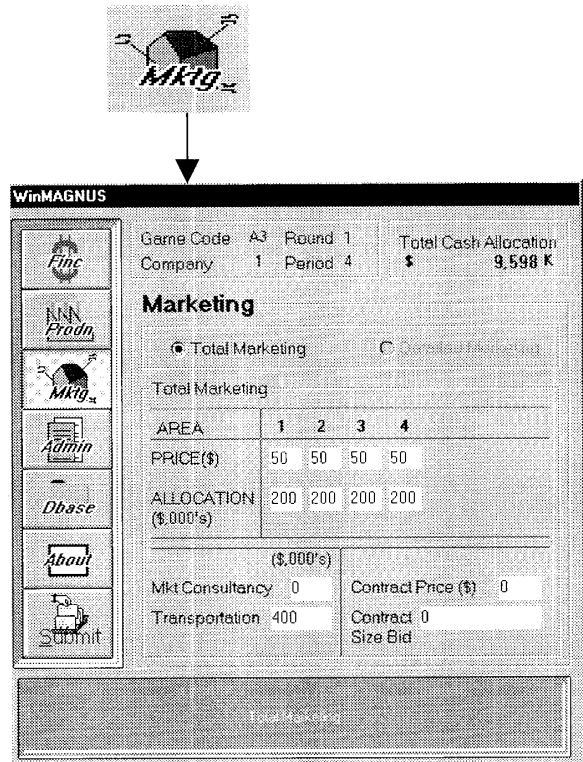 Mktg
WinMAGNUS
Finc
Prodn
Mktg
Admin
Dbase
About
Submit
Game Code A3 Round 1
Company 1 Period 4
Total Cash Allocation
$ 9,598 K
Marketing
Total Marketing Detailed Marketing
Total Marketing
AREA 1 2 3 4
PRICE($) 50 50 50 50
ALLOCATION 200 200 200 200
($,000's)
($,000's)
Mkt Consultancy 0 Contract Price ($) 0
Transportation 400 Contract 0
Size Bid
Total Marketing